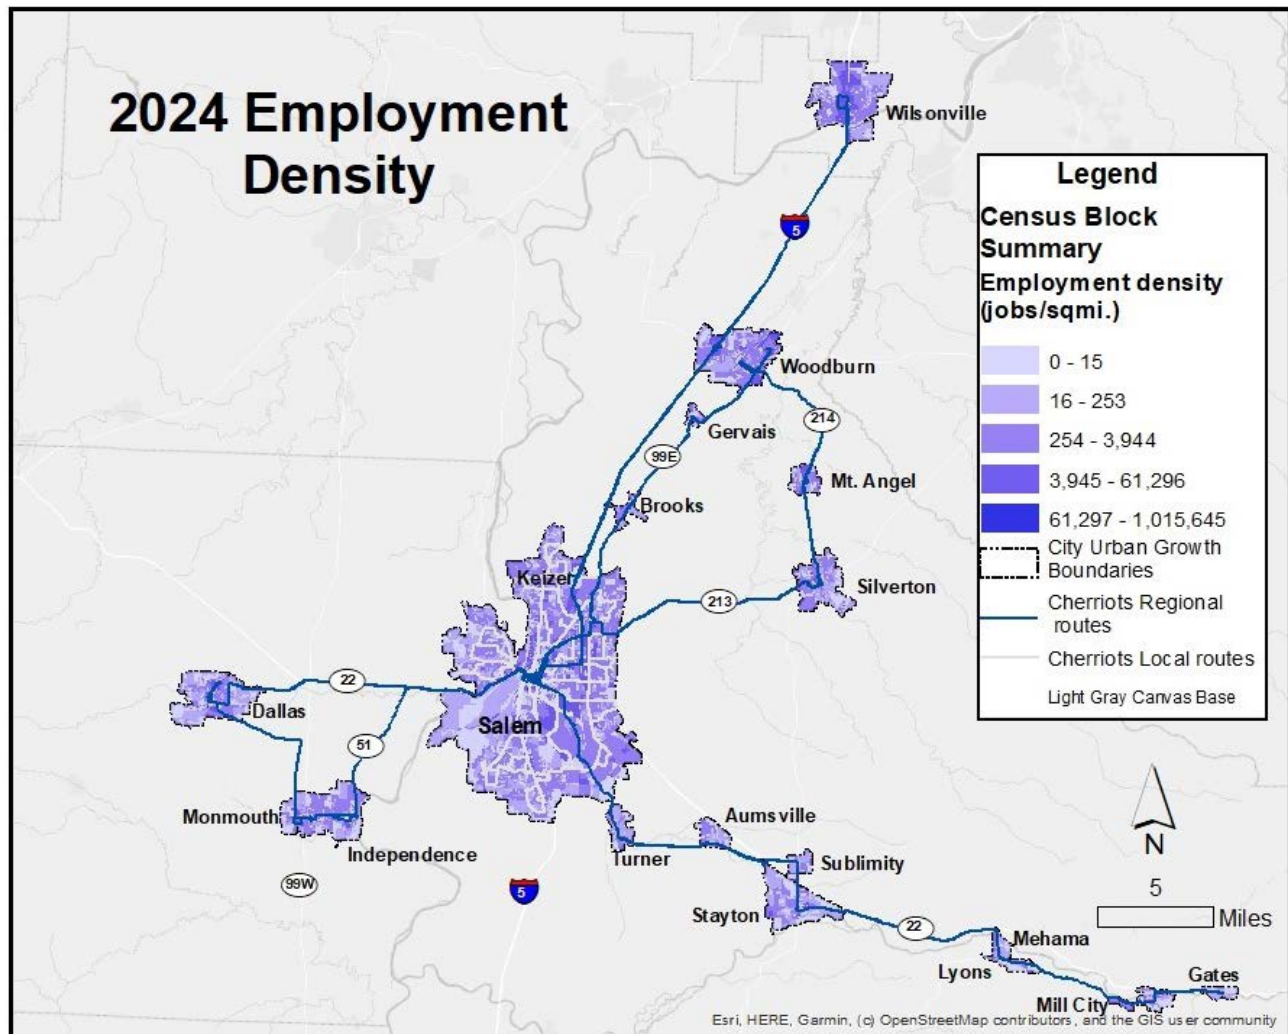 2024 Employment
Density
Wilsonville
5
Legend
Census Block
Summary
Employment density
(jobs/sqmi.)
0 - 15
16 - 253
254 - 3,944
3,945 - 61,296
61,297 - 1,015,645
City Urban Growth
Boundaries
Cherriots Regional
routes
Cherriots Local routes
Light Gray Canvas Base
Woodburn
214
Gervais
99E
Mt. Angel
Brooks
Keizer
Silverton
213
22
Dallas
Salem
51
Monmouth
Independence
99W
5
Turner
Aumsville
Sublimity
Stayton
22
Mehama
Lyons
Gates
Mill City
N
5
Miles
Esri, HERE, Garmin, (c) OpenStreetMap contributors, and the GIS user community